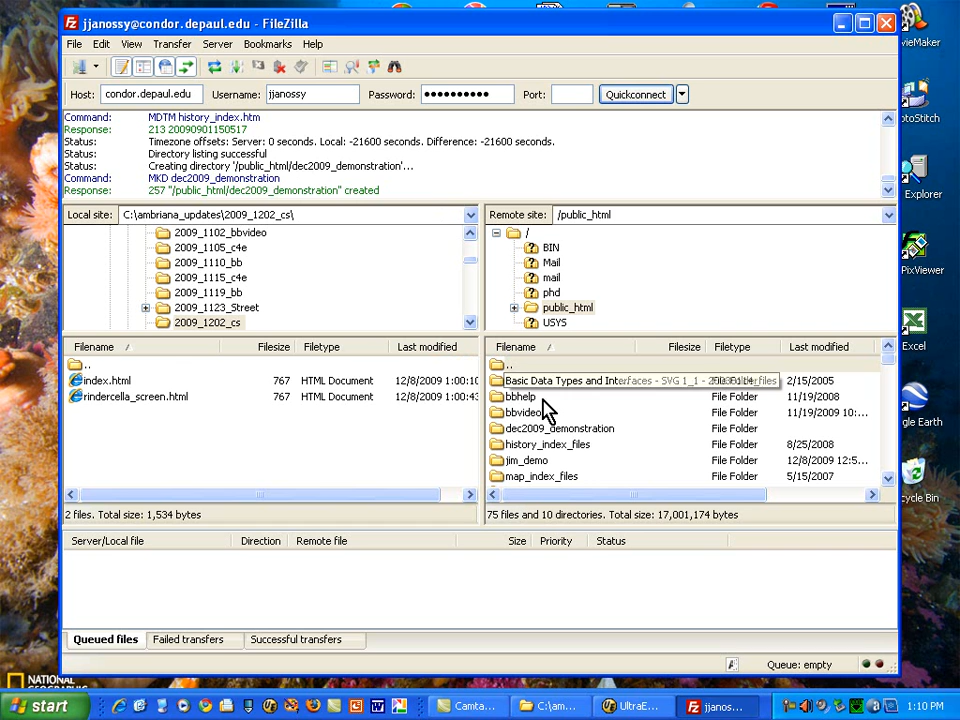 jjanossy@condor.depaul.edu - FileZilla
File Edit View Transfer Server Bookmarks Help
Host: condor.depaul.edu Username: jjanossy Password: ●●●●●●●●●● Port: Quickconnect
Command: MDTM history_index.htm
Response: 213 20090901150517
Status: Timezone offsets: Server: 0 seconds. Local: -21600 seconds. Difference: -21600 seconds.
Status: Directory listing successful
Status: Creating directory '/public_html/dec2009_demonstration'...
Command: MKD dec2009_demonstration
Response: 257 "/public_html/dec2009_demonstration" created
Local site: C:\ambriana_updates\2009_1202_cs\
2009_1102_bbvideo
2009_1105_c4e
2009_1110_bb
2009_1115_c4e
2009_1119_bb
2009_1123_Street
2009_1202_cs
Remote site: /public_html
/
BIN
Mail
mail
phd
public_html
USYS
Filename Filesize Filetype Last modified
..
index.html 767 HTML Document 12/8/2009 1:00:10
rindercella_screen.html 767 HTML Document 12/8/2009 1:00:43
2 files. Total size: 1,534 bytes
Filename Filesize Filetype Last modified
..
Basic Data Types and Interfaces - SVG 1_1 - 2/15/2005
bbhelp File Folder 11/19/2008
bbvideo File Folder 11/19/2009 10:...
dec2009_demonstration File Folder
history_index_files File Folder 8/25/2008
jim_demo File Folder 12/8/2009 12:5...
map_index_files File Folder 5/15/2007
75 files and 10 directories. Total size: 17,001,174 bytes
Server/Local file Direction Remote file Size Priority Status
Queued files Failed transfers Successful transfers
Queue: empty
vieMaker
otoStitch
Explorer
PixViewer
Excel
gle Earth
cycle Bin
NATIONAL
start Camta... C:\am... UltraE... jjanos... 1:10 PM